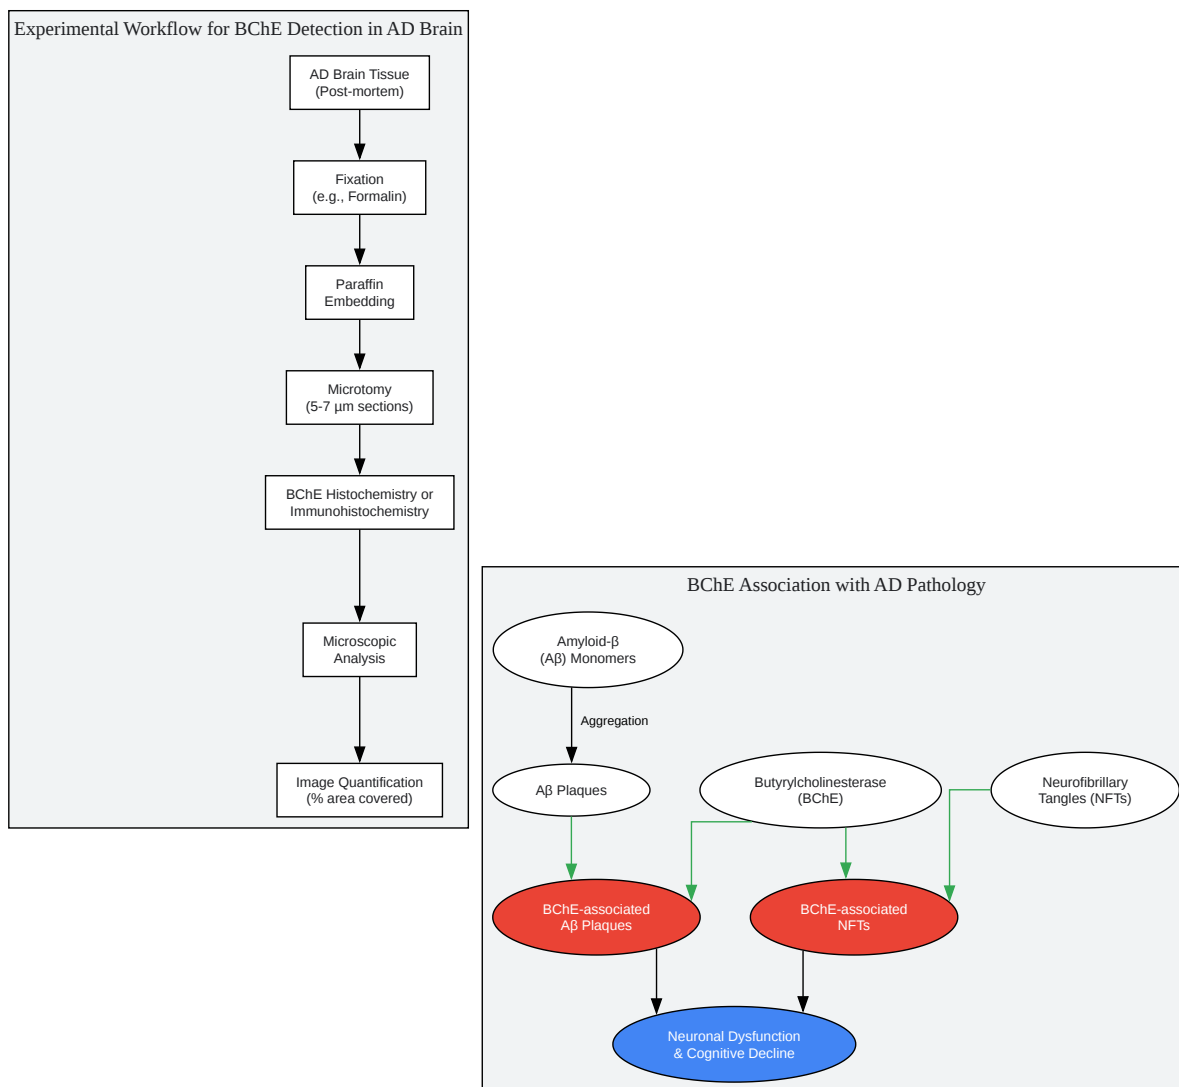 Experimental Workflow for BChE Detection in AD Brain
AD Brain Tissue
(Post-mortem)
Fixation
(e.g., Formalin)
Paraffin
Embedding
Microtomy
(5-7 µm sections)
BChE Histochemistry or
Immunohistochemistry
Microscopic
Analysis
Image Quantification
(% area covered)
BChE Association with AD Pathology
Amyloid-β
(Aβ) Monomers
Aggregation
Aβ Plaques
Butyrylcholinesterase
(BChE)
Neurofibrillary
Tangles (NFTs)
BChE-associated
Aβ Plaques
BChE-associated
NFTs
Neuronal Dysfunction
& Cognitive Decline